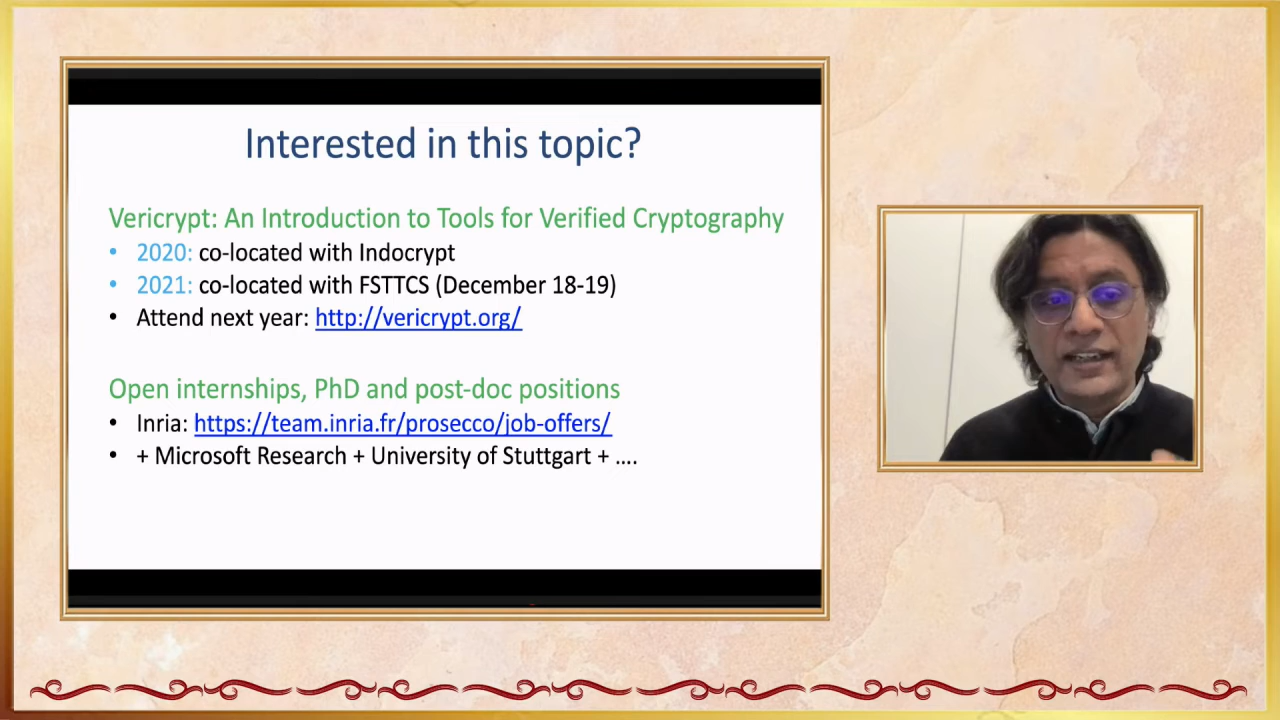 Interested in this topic?
Vericrypt: An Introduction to Tools for Verified Cryptography
• 2020: co-located with Indocrypt
• 2021: co-located with FSTTCS (December 18-19)
• Attend next year: http://vericrypt.org/
Open internships, PhD and post-doc positions
• Inria: https://team.inria.fr/prosecco/job-offers/
• + Microsoft Research + University of Stuttgart + ....